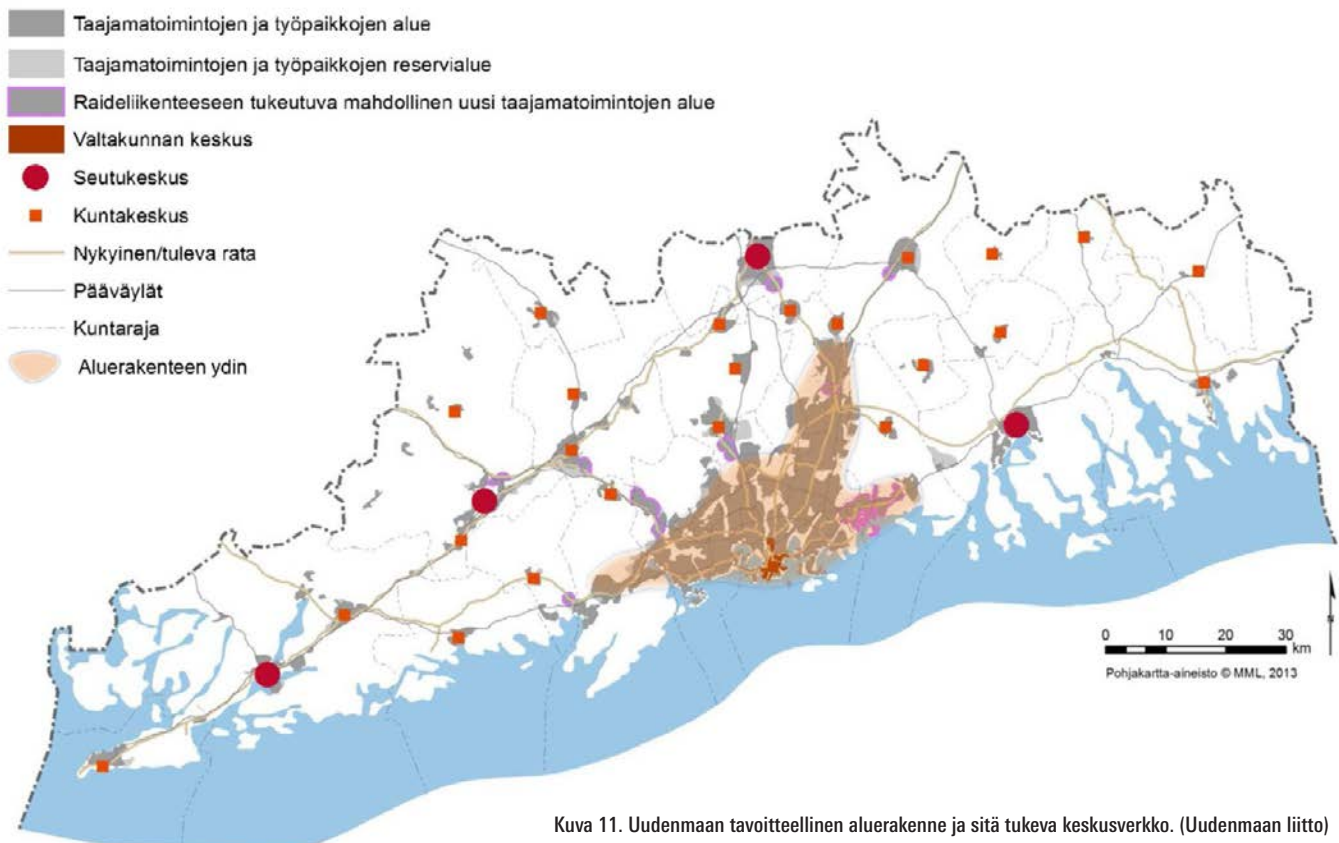 Taajamatoimintojen ja työpaikkojen alue
Taajamatoimintojen ja työpaikkojen reservialue
Raideliikenteeseen tukeutuva mahdollinen uusi taajamatoimintojen alue
Valtakunnan keskus
Seutukeskus
Kuntakeskus
Nykyinen/tuleva rata
Pääväylät
Kuntaraja
Aluerakenteen ydin
0 10 20 30
km
Pohjakartta-aineisto © MML, 2013
Kuva 11. Uudenmaan tavoitteellinen aluerakenne ja sitä tukeva keskusverkko. (Uudenmaan liitto)